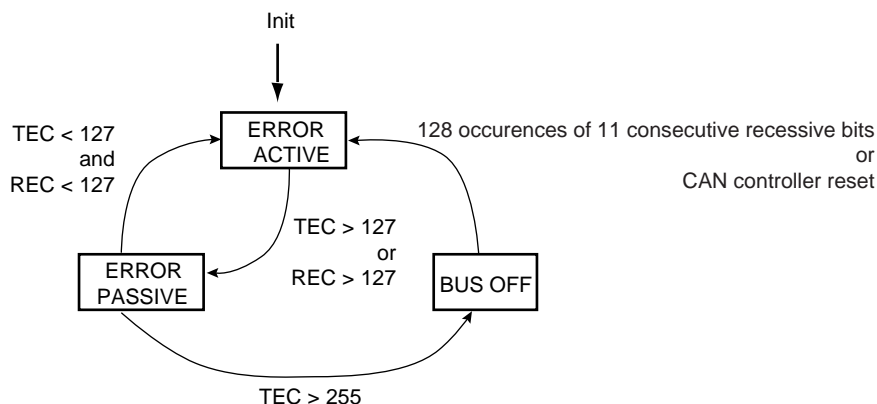 Init
ERROR
ACTIVE
TEC < 127
and
REC < 127
128 occurences of 11 consecutive recessive bits
or
CAN controller reset
TEC > 127
or
REC > 127
ERROR
PASSIVE
BUS OFF
TEC > 255